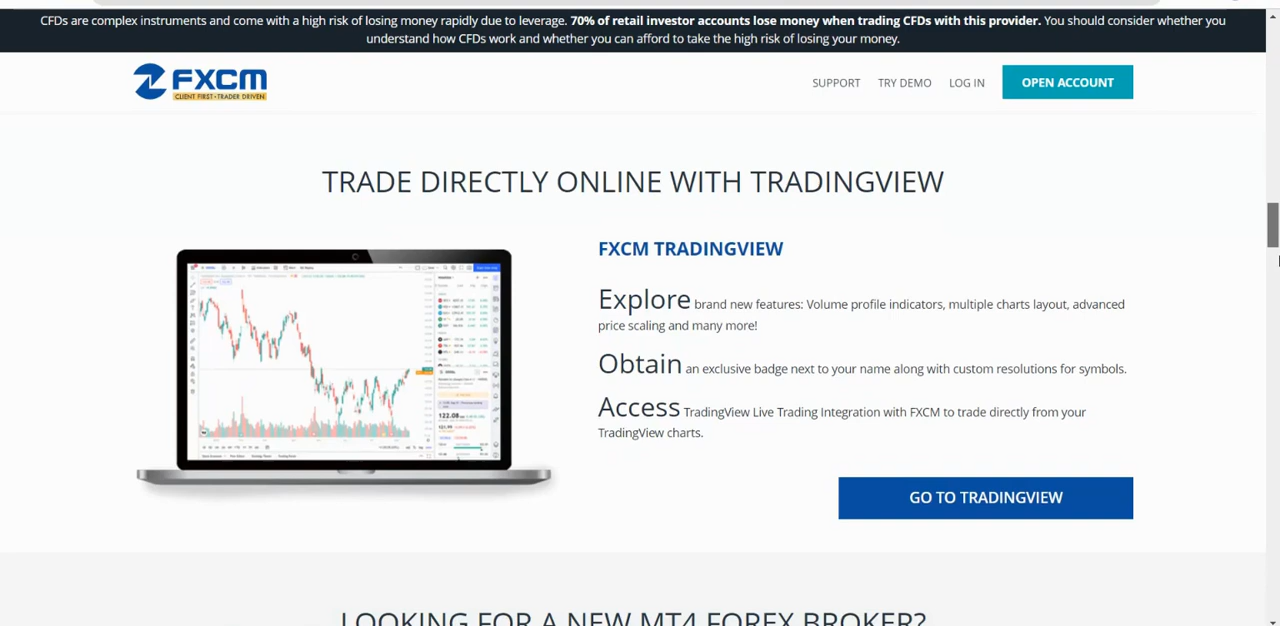 CFDs are complex instruments and come with a high risk of losing money rapidly due to leverage. 70% of retail investor accounts lose money when trading CFDs with this provider. You should consider whether you
understand how CFDs work and whether you can afford to take the high risk of losing your money.
FXCM
CLIENT FIRST • TRADER DRIVEN
SUPPORT TRY DEMO LOG IN OPEN ACCOUNT
TRADE DIRECTLY ONLINE WITH TRADINGVIEW
FXCM TRADINGVIEW
Explore brand new features: Volume profile indicators, multiple charts layout, advanced
price scaling and many more!
Obtain an exclusive badge next to your name along with custom resolutions for symbols.
Access TradingView Live Trading Integration with FXCM to trade directly from your
TradingView charts.
122.08
GO TO TRADINGVIEW
LOOKING FOR A NEW MT4 FOREX BROKER?